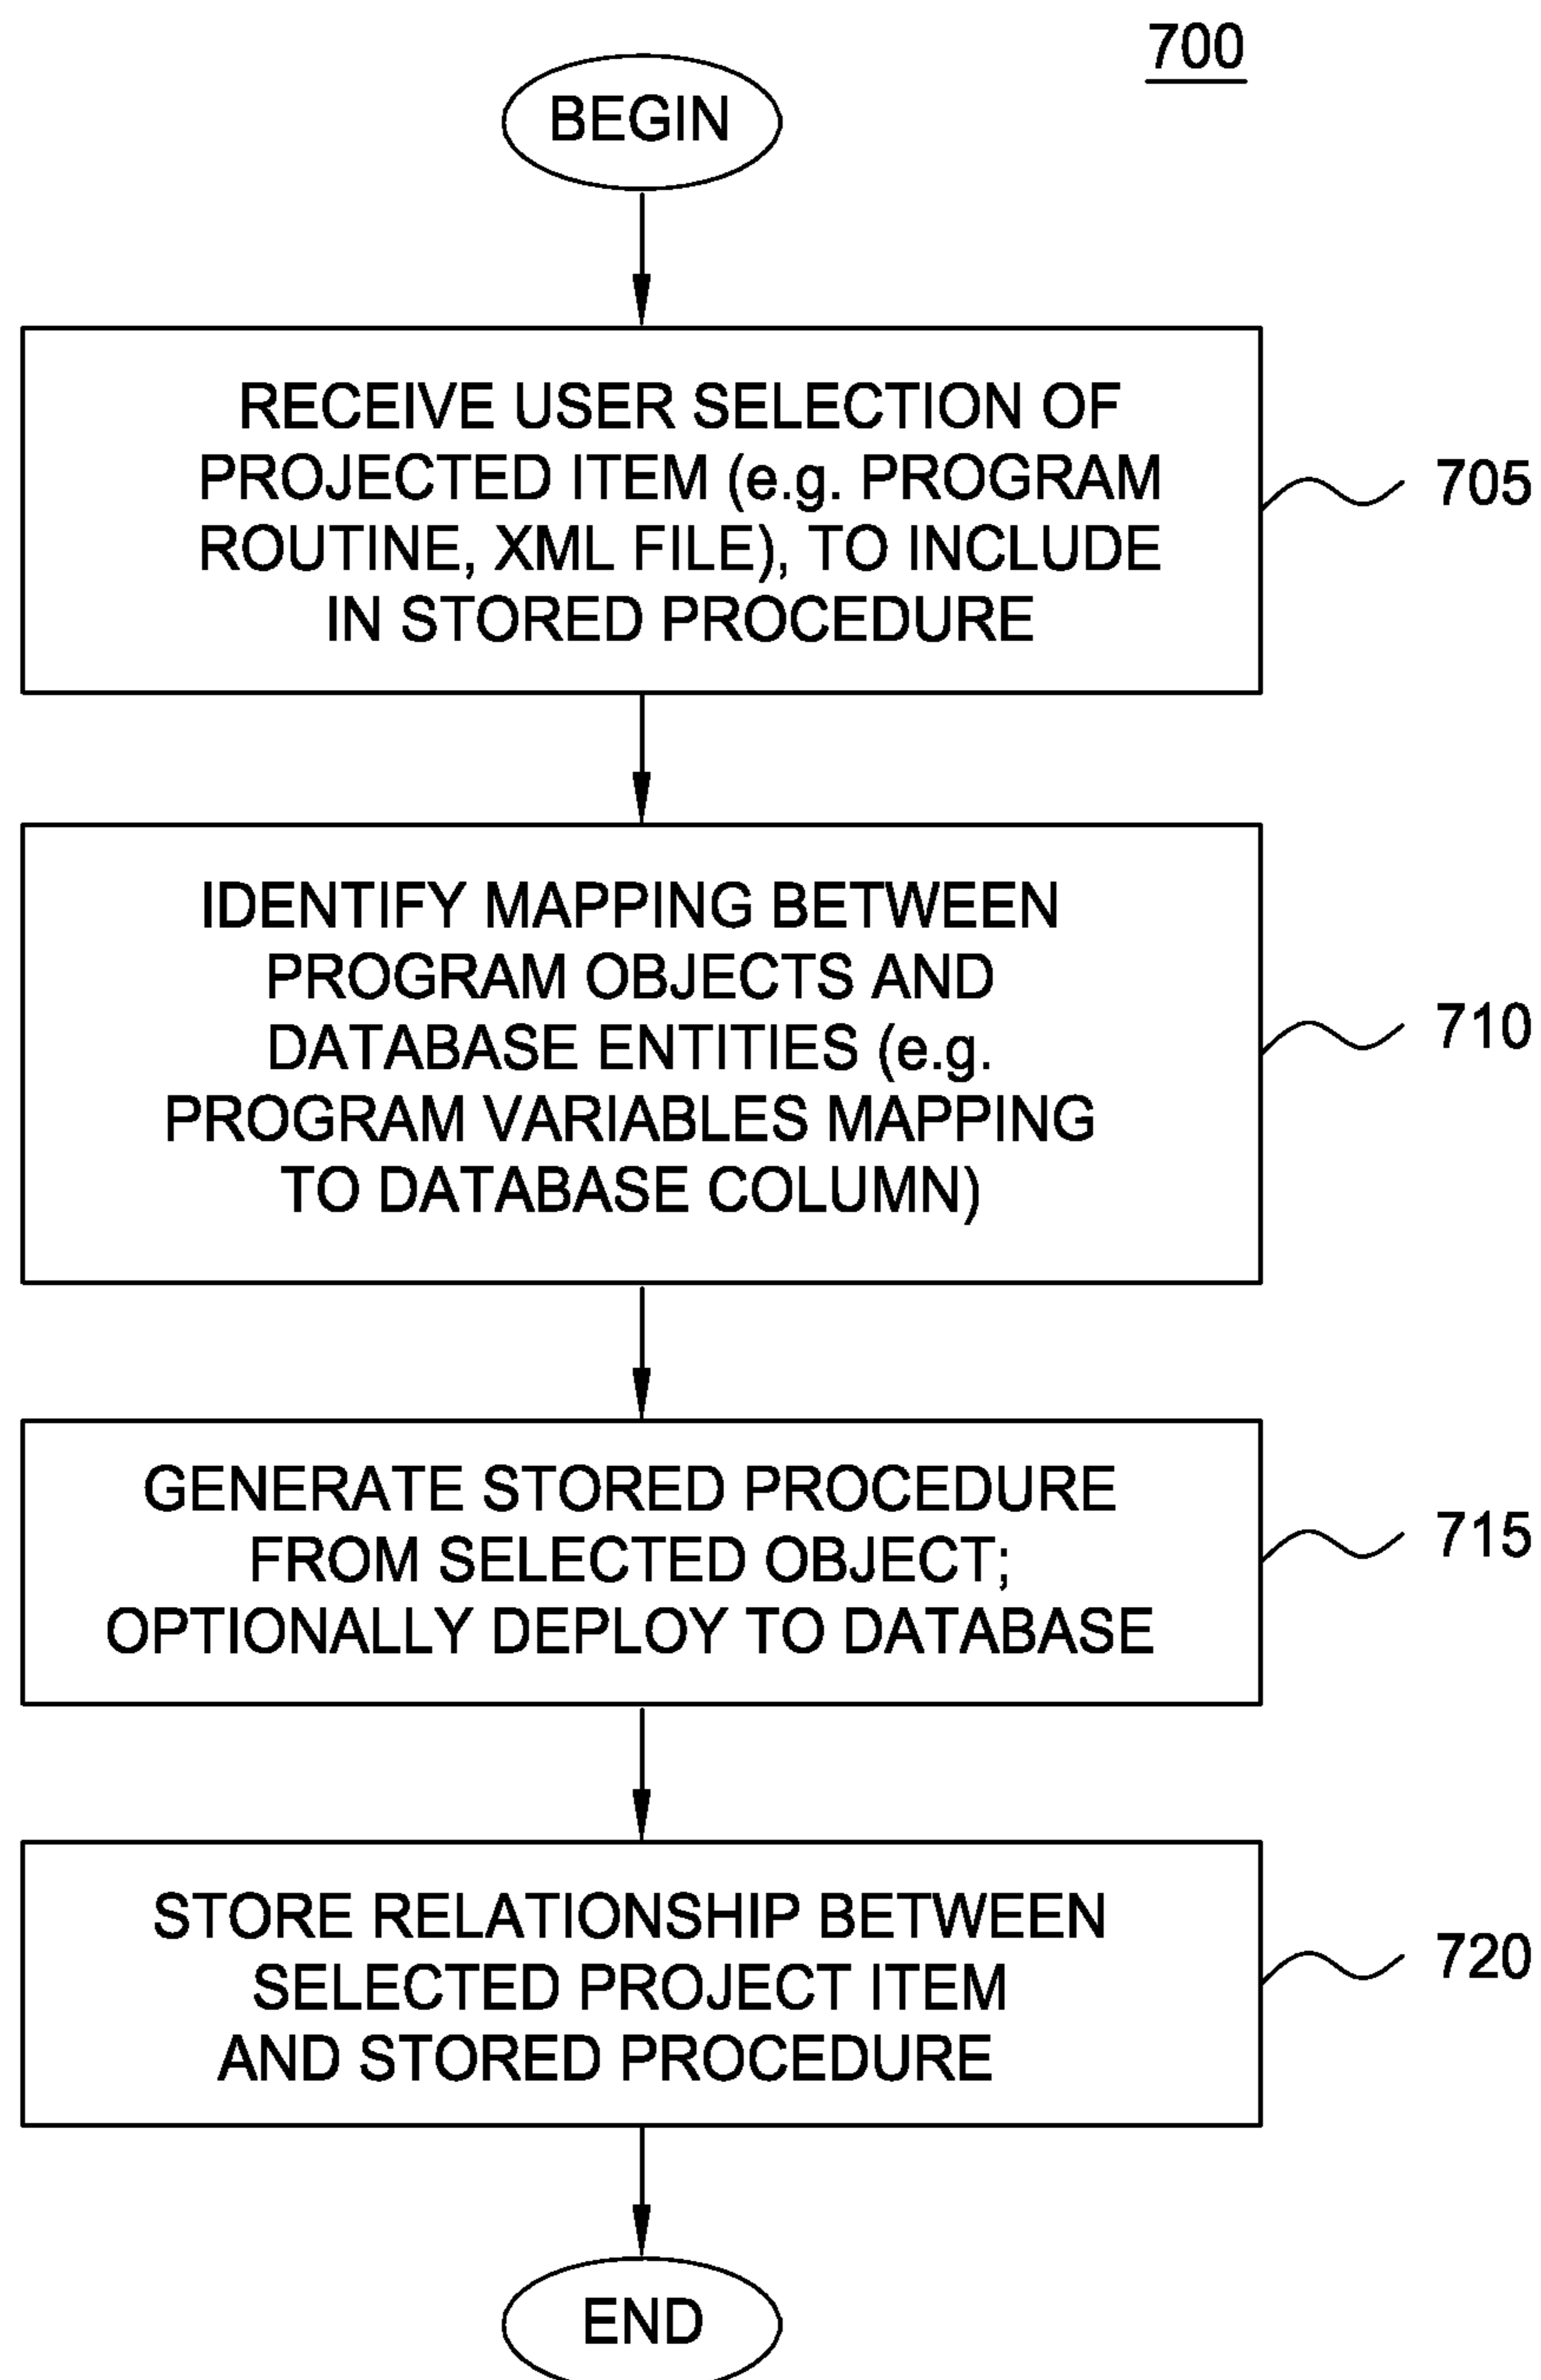 700
BEGIN
RECEIVE USER SELECTION OF
PROJECTED ITEM (e.g. PROGRAM
ROUTINE, XML FILE), TO INCLUDE
IN STORED PROCEDURE
705
IDENTIFY MAPPING BETWEEN
PROGRAM OBJECTS AND
DATABASE ENTITIES (e.g.
PROGRAM VARIABLES MAPPING
TO DATABASE COLUMN)
710
GENERATE STORED PROCEDURE
FROM SELECTED OBJECT;
OPTIONALLY DEPLOY TO DATABASE
715
STORE RELATIONSHIP BETWEEN
SELECTED PROJECT ITEM
AND STORED PROCEDURE
720
END